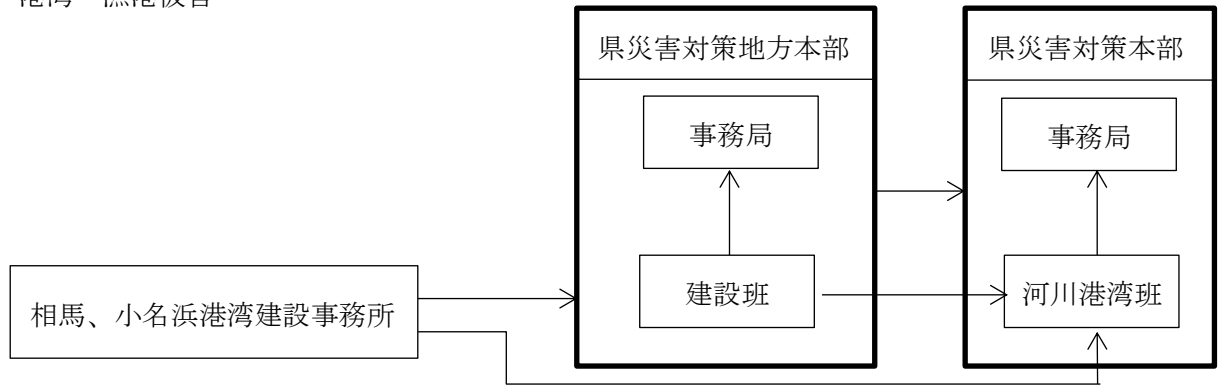 県災害対策地方本部
県災害対策本部
事務局
事務局
建設班
河川港湾班
相馬、小名浜港湾建設事務所